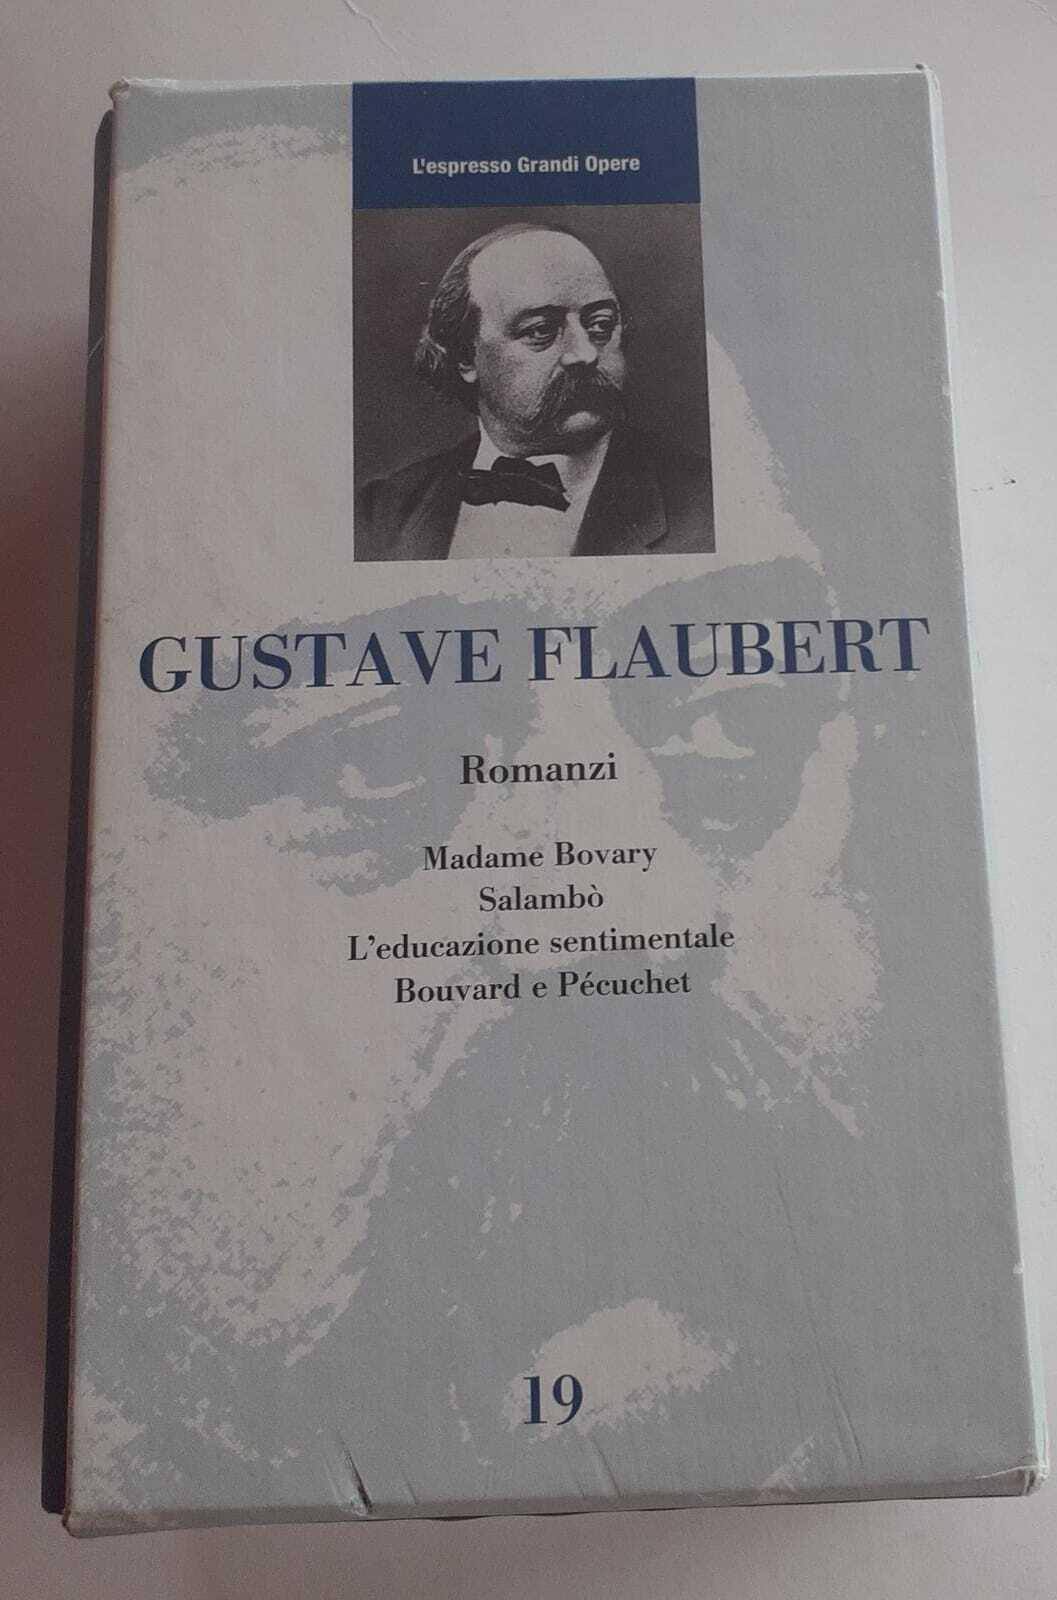 L'espresso Grandi Opere
GUSTAVE FLAUBERT
Romanzi
Madame Bovary
Salambò
L'educazione sentimentale
Bouvard e Pécuchet
19